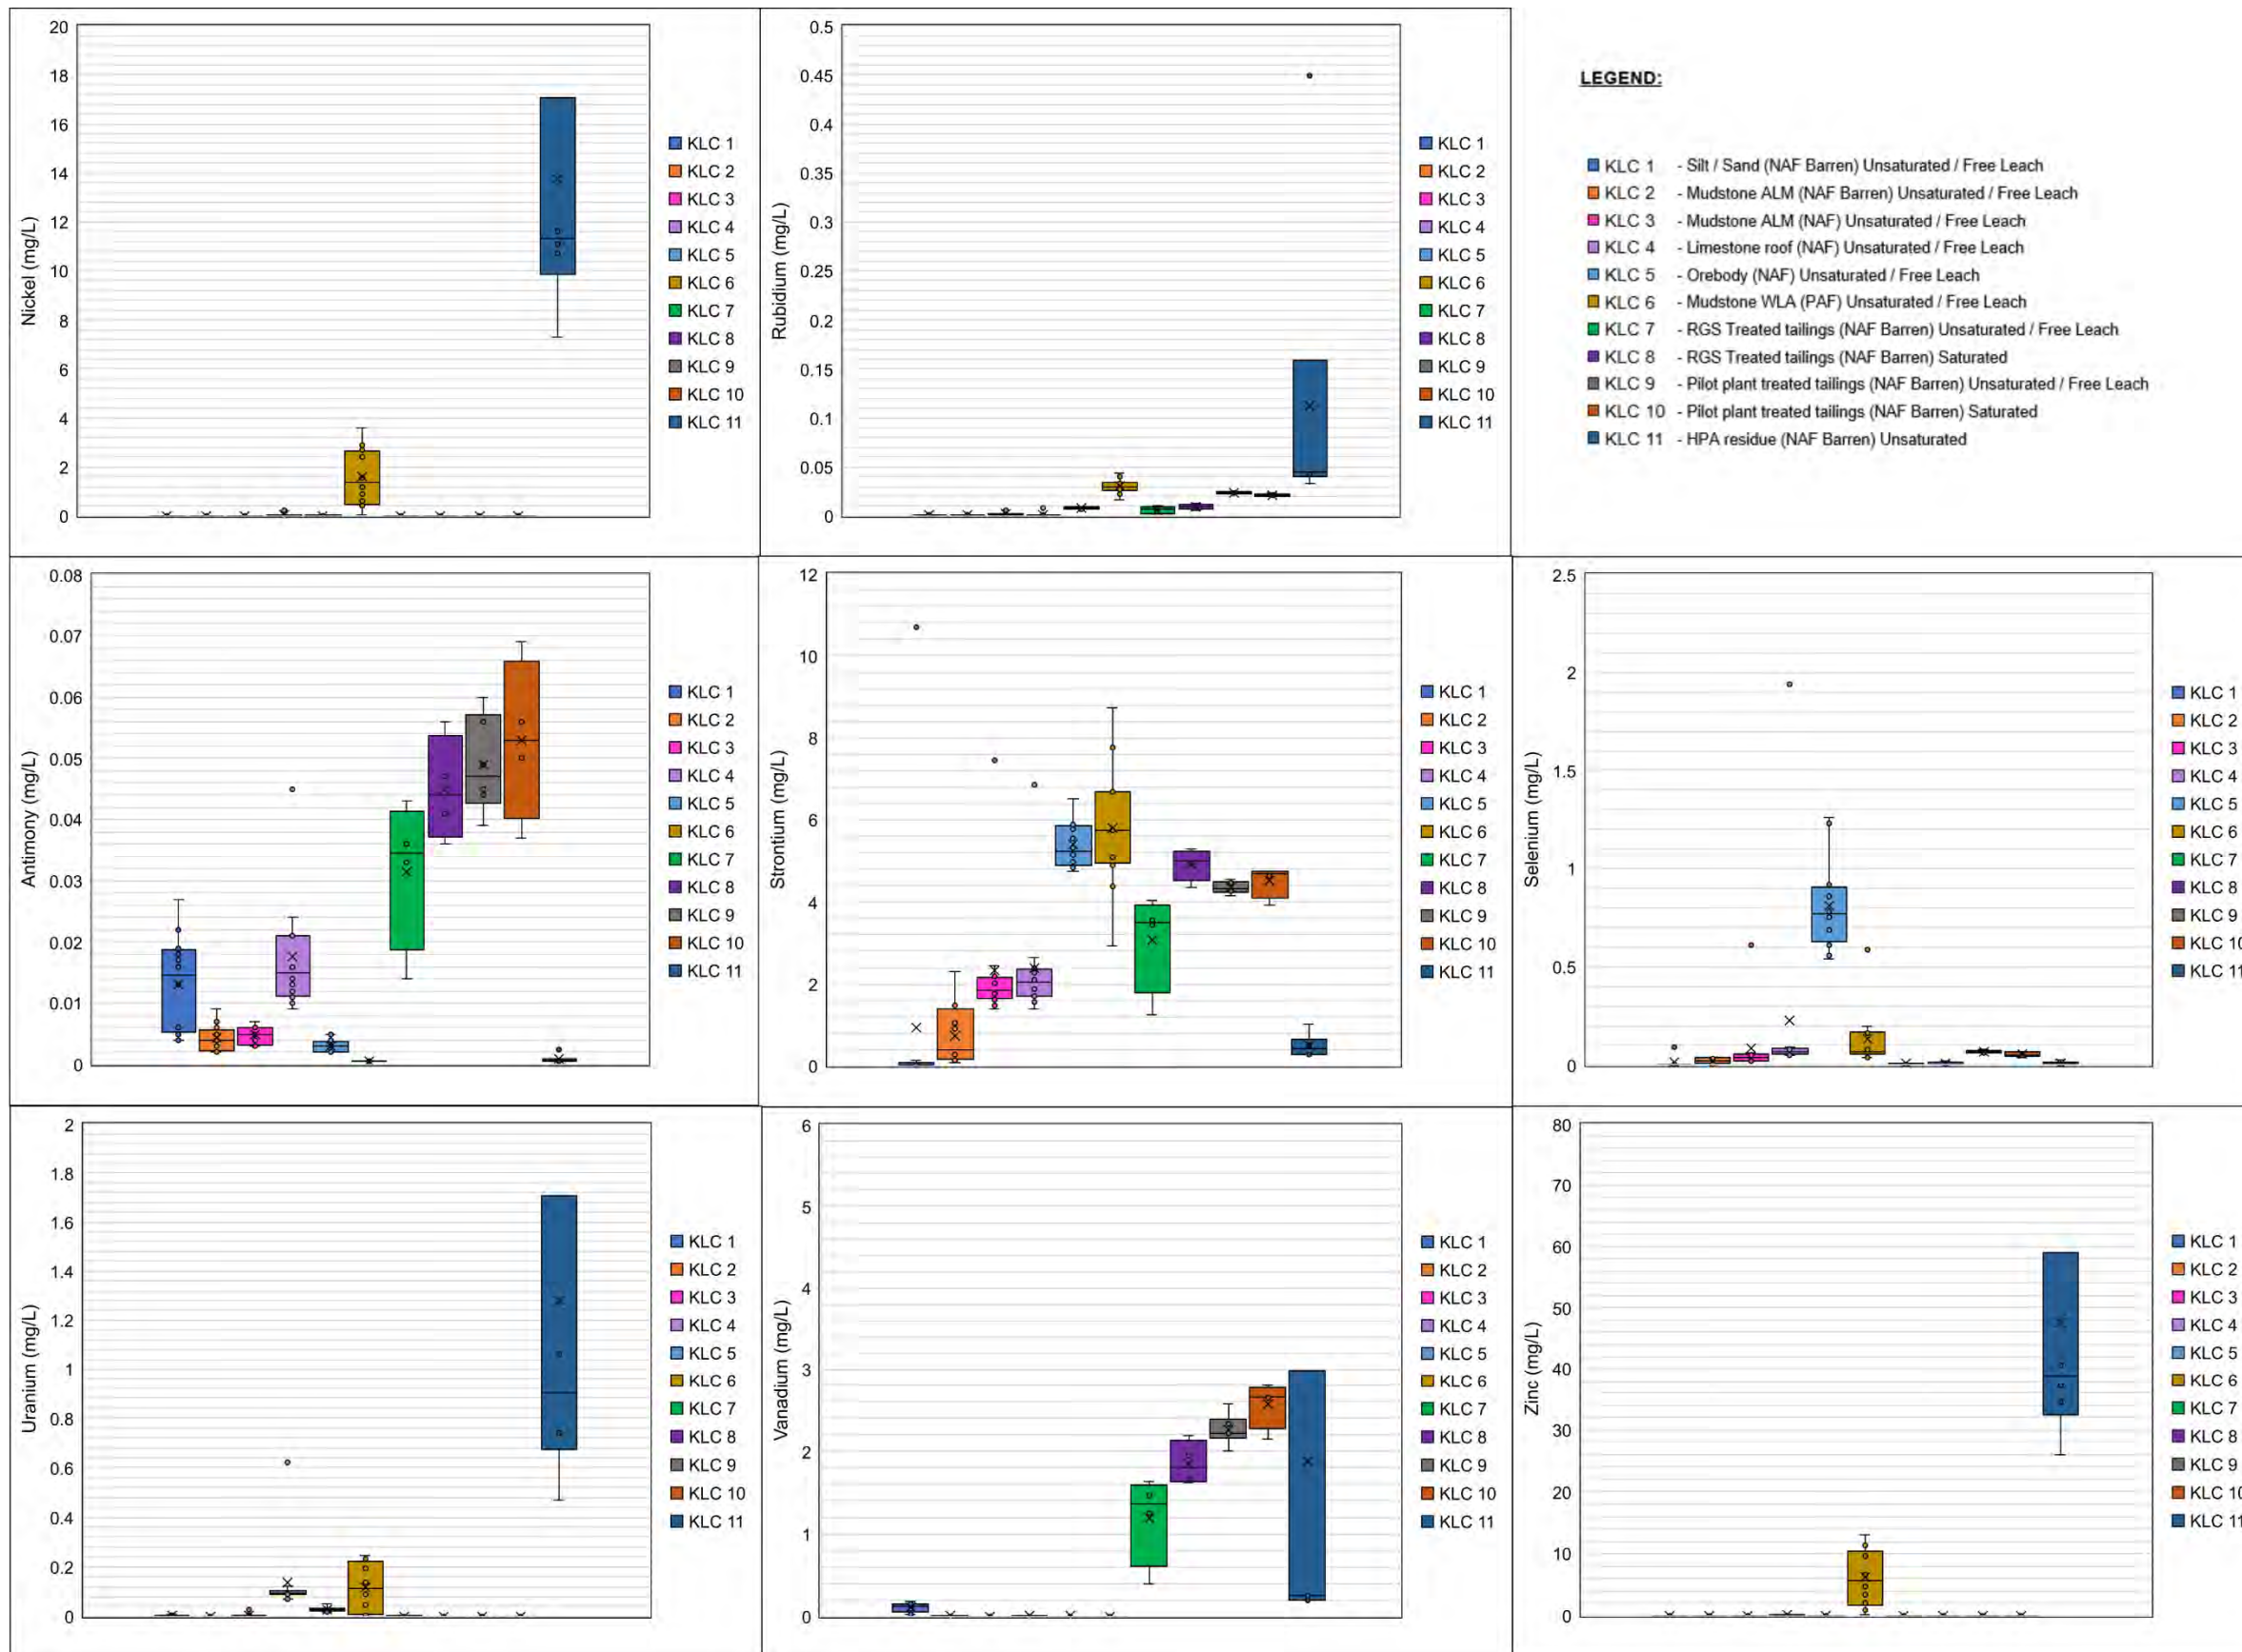 Nickel (mg/L)
20
18
16
14
12
10
8
6
4
2
0
KLC 1
KLC 2
KLC 3
KLC 4
KLC 5
KLC 6
KLC 7
KLC 8
KLC 9
KLC 10
KLC 11
Rubidium (mg/L)
0.5
0.45
0.4
0.35
0.3
0.25
0.2
0.15
0.1
0.05
0
KLC 1
KLC 2
KLC 3
KLC 4
KLC 5
KLC 6
KLC 7
KLC 8
KLC 9
KLC 10
KLC 11
LEGEND:
KLC 1 - Silt / Sand (NAF Barren) Unsaturated / Free Leach
KLC 2 - Mudstone ALM (NAF Barren) Unsaturated / Free Leach
KLC 3 - Mudstone ALM (NAF) Unsaturated / Free Leach
KLC 4 - Limestone roof (NAF) Unsaturated / Free Leach
KLC 5 - Orebody (NAF) Unsaturated / Free Leach
KLC 6 - Mudstone WLA (PAF) Unsaturated / Free Leach
KLC 7 - RGS Treated tailings (NAF Barren) Unsaturated / Free Leach
KLC 8 - RGS Treated tailings (NAF Barren) Saturated
KLC 9 - Pilot plant treated tailings (NAF Barren) Unsaturated / Free Leach
KLC 10 - Pilot plant treated tailings (NAF Barren) Saturated
KLC 11 - HPA residue (NAF Barren) Unsaturated
Antimony (mg/L)
0.08
0.07
0.06
0.05
0.04
0.03
0.02
0.01
0
KLC 1
KLC 2
KLC 3
KLC 4
KLC 5
KLC 6
KLC 7
KLC 8
KLC 9
KLC 10
KLC 11
Strontium (mg/L)
12
10
8
6
4
2
0
KLC 1
KLC 2
KLC 3
KLC 4
KLC 5
KLC 6
KLC 7
KLC 8
KLC 9
KLC 10
KLC 11
Selenium (mg/L)
2.5
2
1.5
1
0.5
0
KLC 1
KLC 2
KLC 3
KLC 4
KLC 5
KLC 6
KLC 7
KLC 8
KLC 9
KLC 10
KLC 11
Uranium (mg/L)
2
1.8
1.6
1.4
1.2
1
0.8
0.6
0.4
0.2
0
KLC 1
KLC 2
KLC 3
KLC 4
KLC 5
KLC 6
KLC 7
KLC 8
KLC 9
KLC 10
KLC 11
Vanadium (mg/L)
6
5
4
3
2
1
0
KLC 1
KLC 2
KLC 3
KLC 4
KLC 5
KLC 6
KLC 7
KLC 8
KLC 9
KLC 10
KLC 11
Zinc (mg/L)
80
70
60
50
40
30
20
10
0
KLC 1
KLC 2
KLC 3
KLC 4
KLC 5
KLC 6
KLC 7
KLC 8
KLC 9
KLC 10
KLC 11